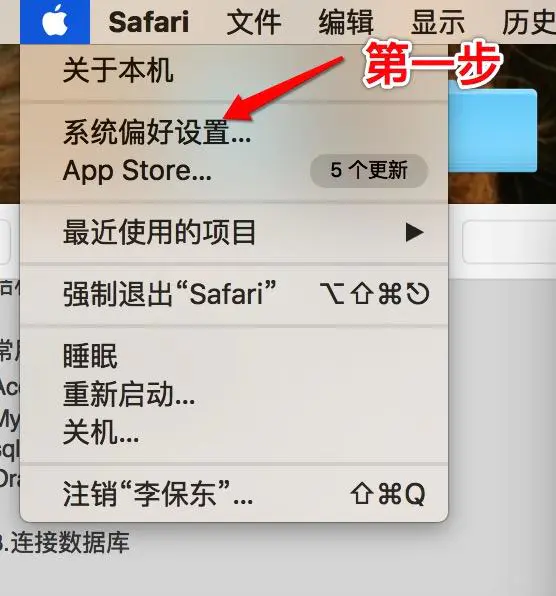 Safari 文件 编辑 显示 历史
第一步
关于本机
系统偏好设置...
App Store... 5 个更新
最近使用的项目 ▶
强制退出“Safari” ⌥⇧⌘⎋
睡眠
重新启动...
关机...
注销“李保东”... ⇧⌘Q
.连接数据库